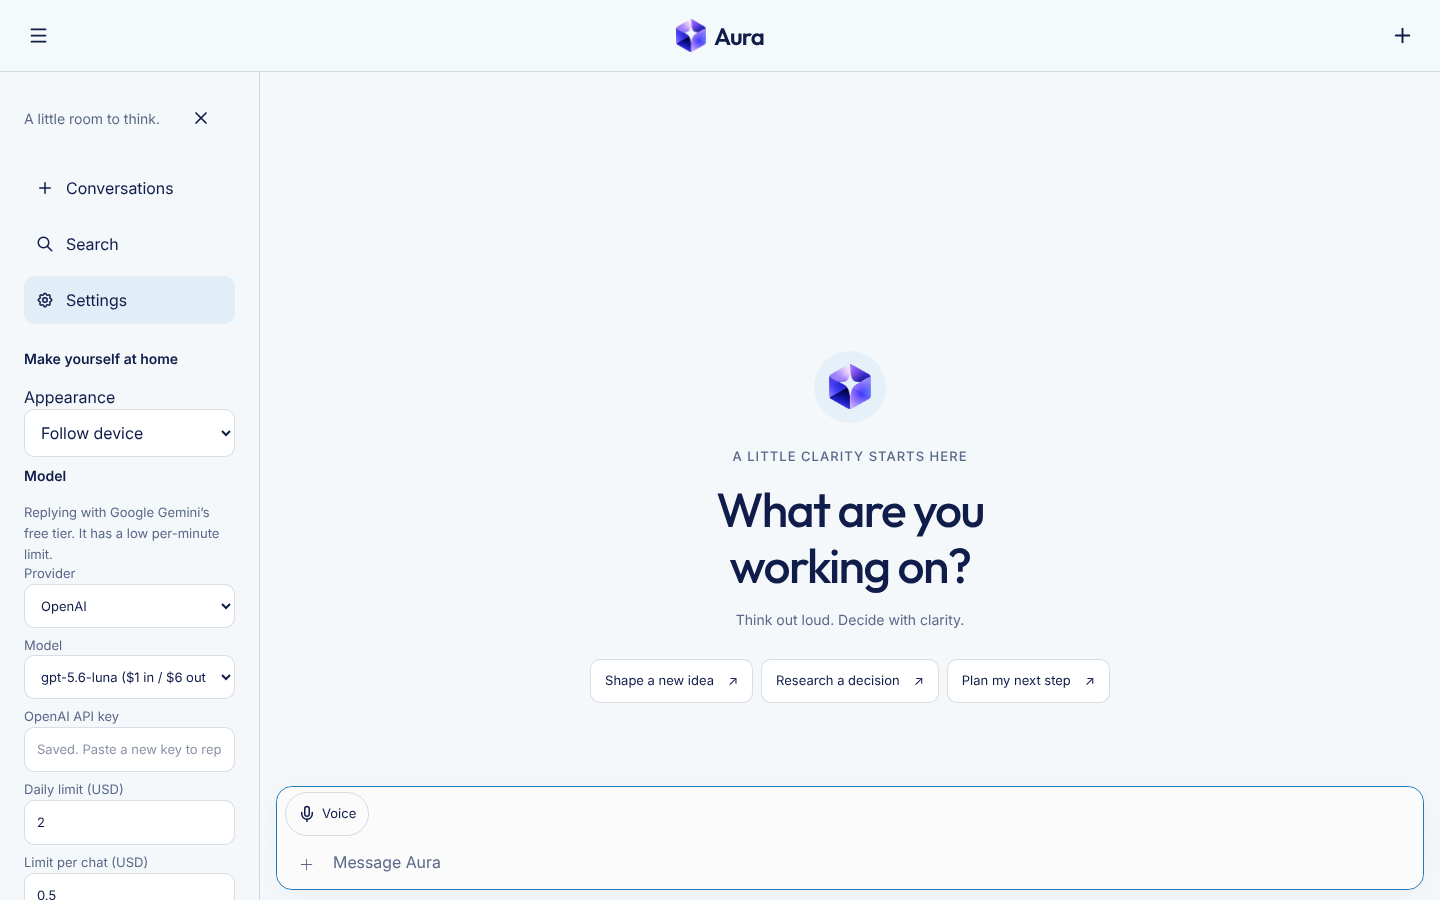 Aura
A little room to think.
Conversations
Search
Settings
Make yourself at home
Appearance
Follow device
Model
Replying with Google Gemini’s
free tier. It has a low per-minute
limit.
Provider
OpenAI
Model
gpt-5.6-luna ($1 in / $6 out
OpenAI API key
Saved. Paste a new key to rep
Daily limit (USD)
2
Limit per chat (USD)
0.5
A LITTLE CLARITY STARTS HERE
What are you
working on?
Think out loud. Decide with clarity.
Shape a new idea
Research a decision
Plan my next step
Voice
Message Aura